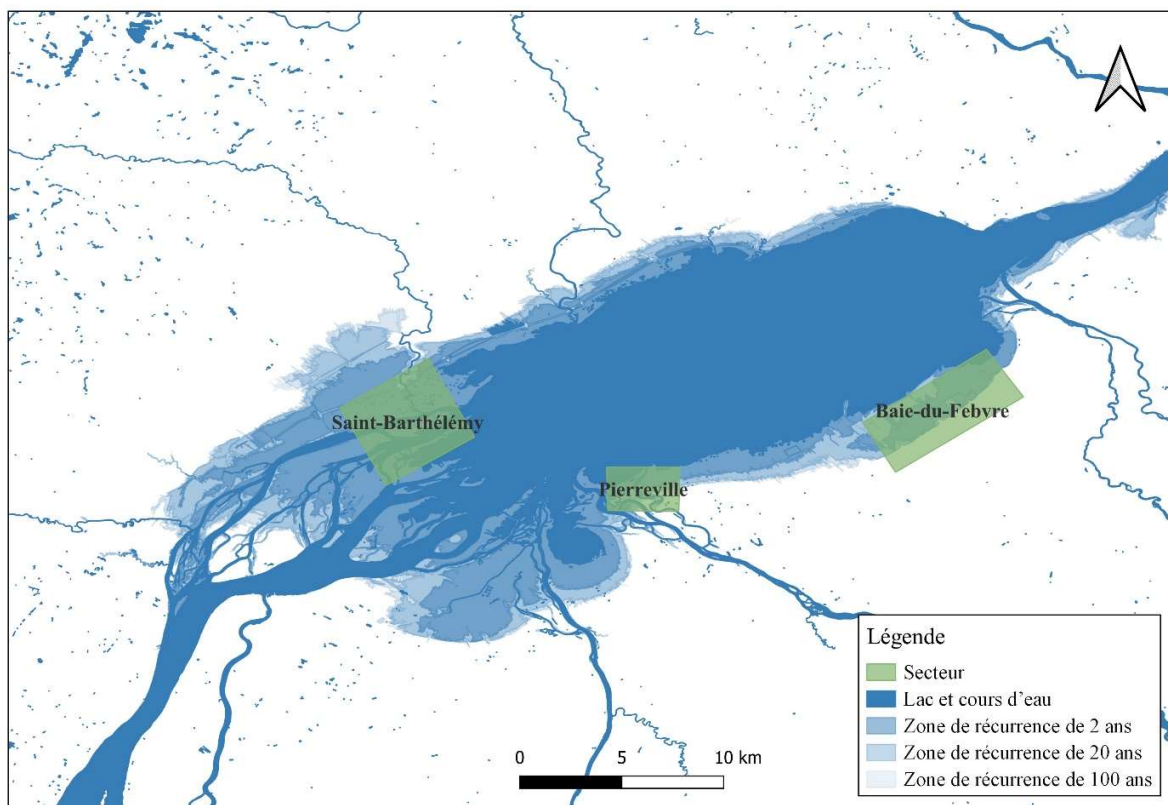 Saint-Barthélémy
Baie-du-Febvre
Pierreville
Légende
Secteur
Lac et cours d'eau
Zone de récurrence de 2 ans
Zone de récurrence de 20 ans
Zone de récurrence de 100 ans
0 5 10 km